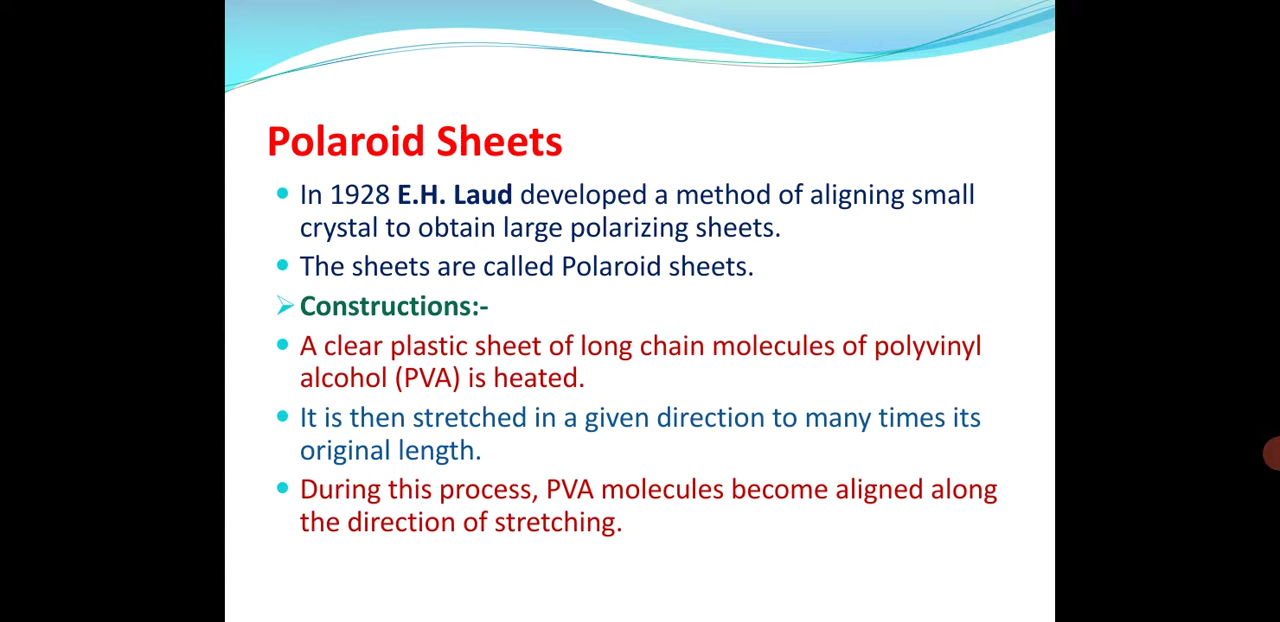 Polaroid Sheets
In 1928 E.H. Laud developed a method of aligning small
crystal to obtain large polarizing sheets.
The sheets are called Polaroid sheets.
Constructions:-
A clear plastic sheet of long chain molecules of polyvinyl
alcohol (PVA) is heated.
It is then stretched in a given direction to many times its
original length.
During this process, PVA molecules become aligned along
the direction of stretching.